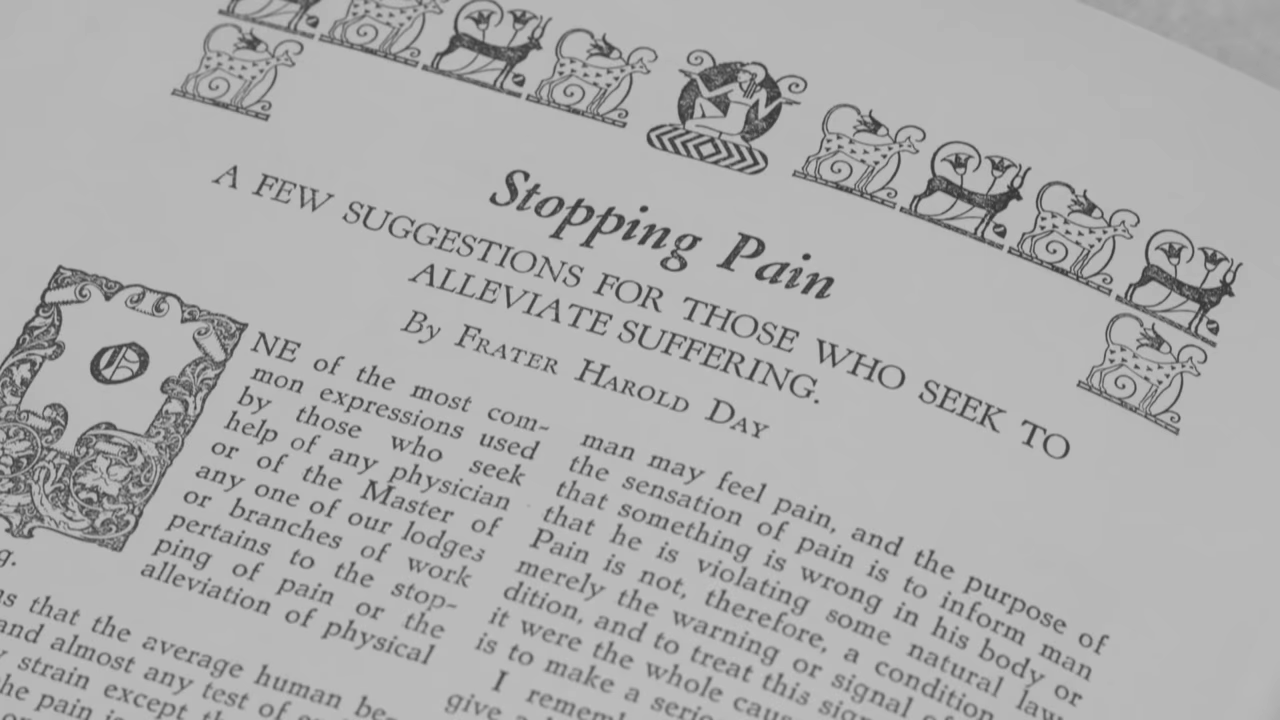 Stopping Pain
A FEW SUGGESTIONS FOR THOSE WHO SEEK TO
ALLEVIATE SUFFERING.
By FRATER HAROLD DAY
O
NE of the most com-
mon expressions used
by those who seek
help of any physician
or of the Master of
any one of our lodges
or branches of work
pertains to the stop-
ping of pain or the
alleviation of physical
g.
that the average human
and almost any test of
strain except
the pain is
man may feel pain, and the purpose of
the sensation of pain is to inform man
that something is wrong in his body or
that he is violating some natural law.
Pain is not, therefore, a condition
merely the warning or signal of
dition, and to treat this
it were the whole
is to make a
I
give